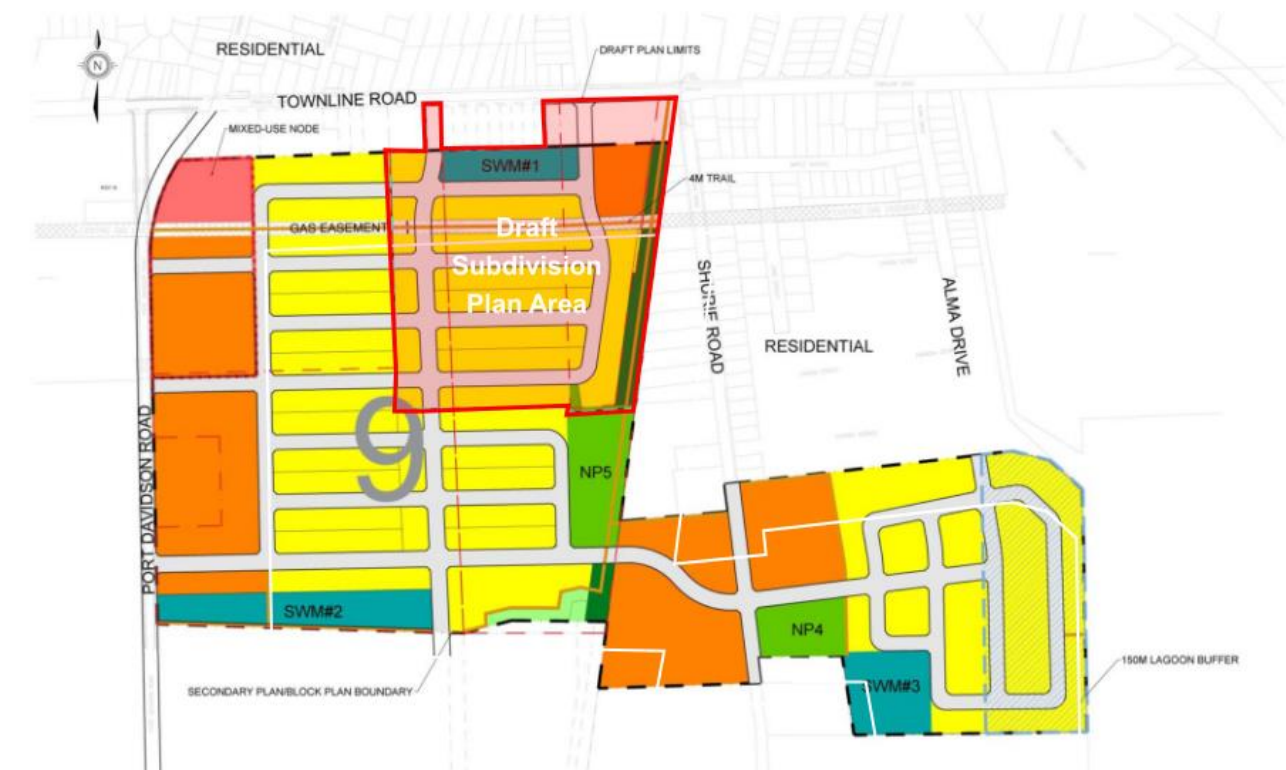 RESIDENTIAL
DRAFT PLAN LIMITS
N
TOWNLINE ROAD
MIXED-USE NODE
SWM#1
4M TRAIL
GAS EASEMENT
Draft
Subdivision
Plan Area
SHURIE ROAD
ALMA DRIVE
RESIDENTIAL
PORT DAVIDSON ROAD
9
NP5
SWM#2
NP4
SWM#3
150M LAGOON BUFFER
SECONDARY PLAN/BLOCK PLAN BOUNDARY